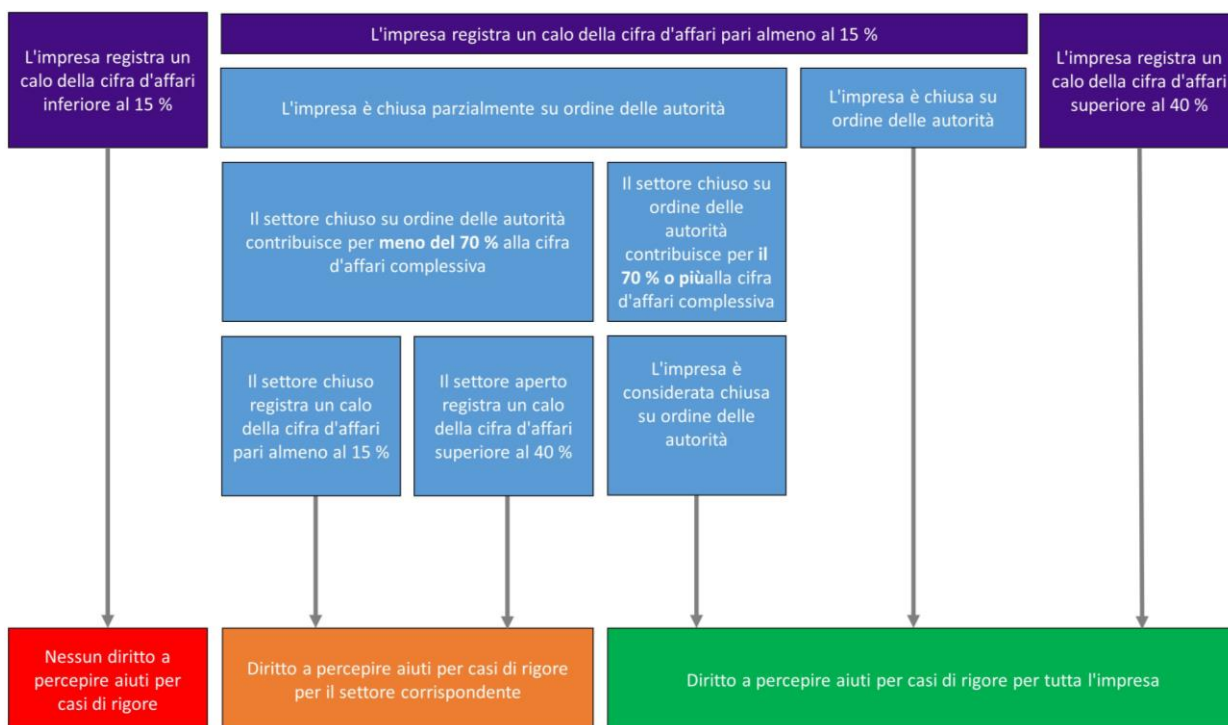 L'impresa registra un
calo della cifra d'affari
inferiore al 15 %
L'impresa registra un calo della cifra d'affari pari almeno al 15 %
L'impresa registra un
calo della cifra d'affari
superiore al 40 %
L'impresa è chiusa parzialmente su ordine delle autorità
L'impresa è chiusa su
ordine delle autorità
Il settore chiuso su ordine delle autorità
contribuisce per meno del 70 % alla cifra
d'affari complessiva
Il settore chiuso su
ordine delle
autorità
contribuisce per il
70 % o piùalla cifra
d'affari complessiva
Il settore chiuso
registra un calo
della cifra d'affari
pari almeno al 15 %
Il settore aperto
registra un calo
della cifra d'affari
superiore al 40 %
L'impresa è
considerata chiusa
su ordine delle
autorità
Nessun diritto a
percepire aiuti per
casi di rigore
Diritto a percepire aiuti per casi di rigore
per il settore corrispondente
Diritto a percepire aiuti per casi di rigore per tutta l'impresa